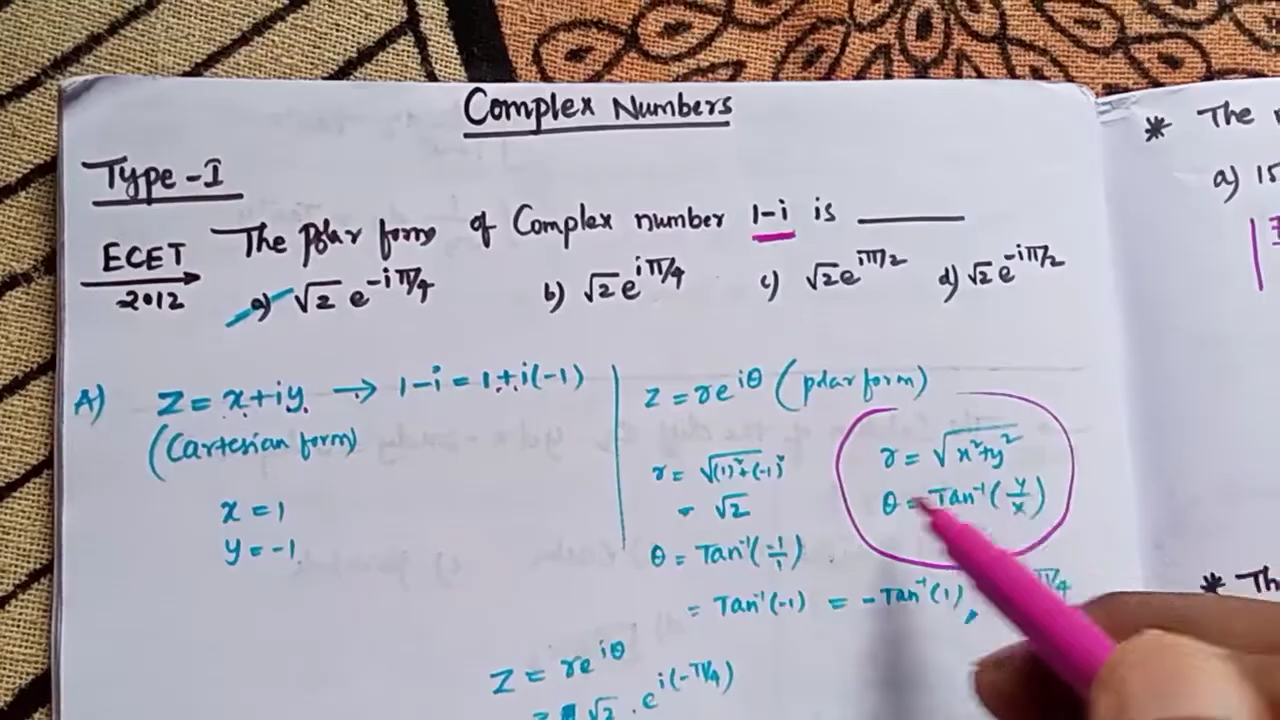 Complex Numbers
Type-I
ECET
2012
The polar form of Complex number 1-i is ______
a) √2 e^{-iπ/4} b) √2 e^{iπ/4} c) √2 e^{iπ/2} d) √2 e^{-iπ/2}
A) Z = x+iy → 1-i = 1+i(-1)
(Cartesian form)
x = 1
y = -1
Z = re^{iθ} (polar form)
r = √(1)²+(-1)²
= √2
r = √x²+y²
θ = Tan⁻¹(y/x)
θ = Tan⁻¹(-1/1)
= Tan⁻¹(-1) = -Tan⁻¹(1), π/4
Z = re^{iθ}
= √2 . e^{i(-π/4)}
* The
a) 15
* Th